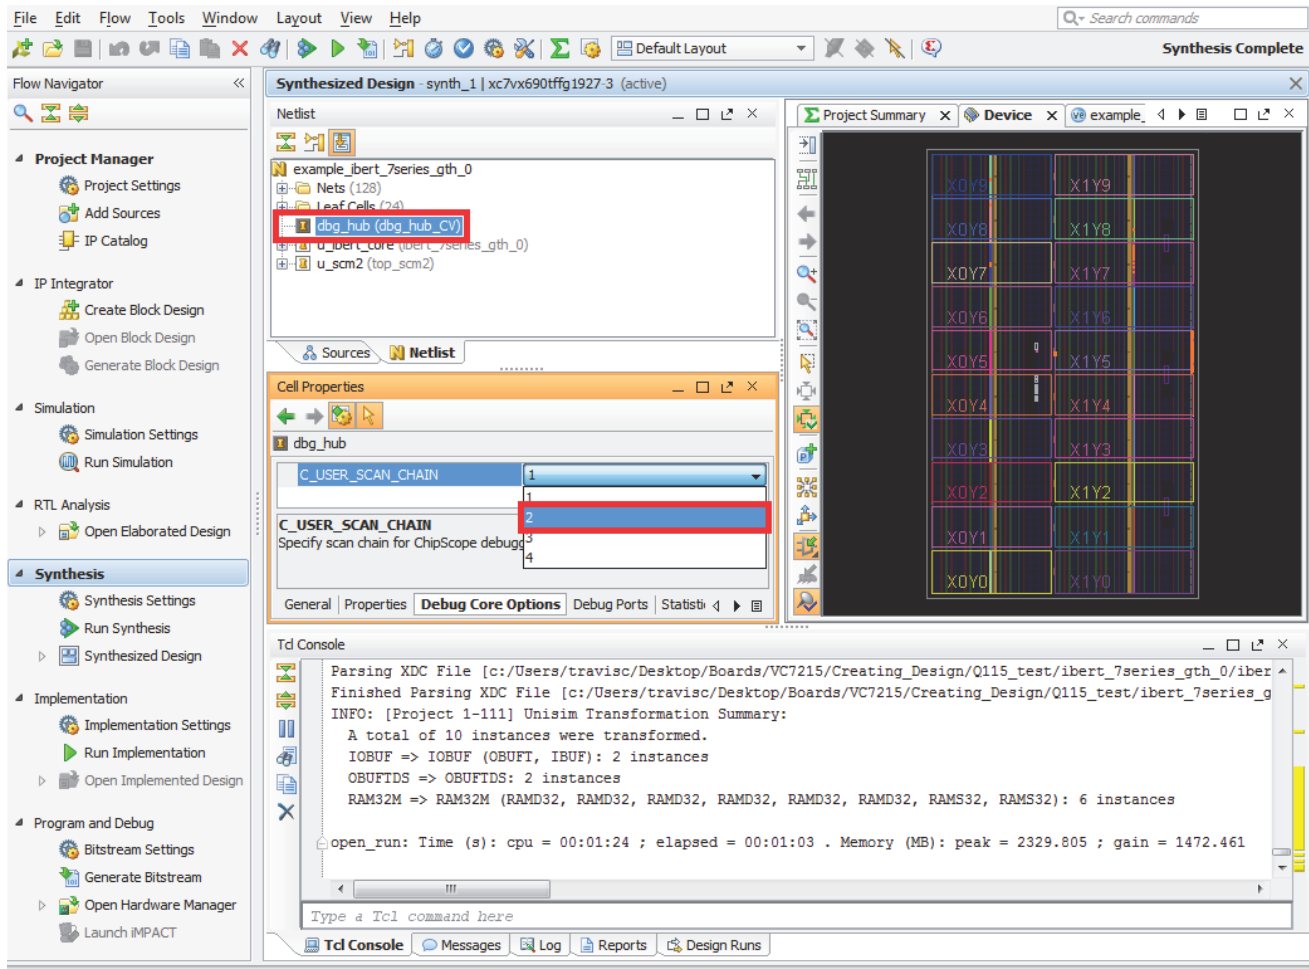 File Edit Flow Tools Window Layout View Help
Search commands
Default Layout
Synthesis Complete
Flow Navigator
Project Manager
Project Settings
Add Sources
IP Catalog
IP Integrator
Create Block Design
Open Block Design
Generate Block Design
Simulation
Simulation Settings
Run Simulation
RTL Analysis
Open Elaborated Design
Synthesis
Synthesis Settings
Run Synthesis
Synthesized Design
Implementation
Implementation Settings
Run Implementation
Open Implemented Design
Program and Debug
Bitstream Settings
Generate Bitstream
Open Hardware Manager
Launch iMPACT
Synthesized Design - synth_1 | xc7vx690tffg1927-3 (active)
Netlist
example_ibert_7series_gth_0
Nets (128)
Leaf Cells (24)
dbg_hub (dbg_hub_CV)
u_ibert_core (ibert_7series_gth_0)
u_scm2 (top_scm2)
Sources Netlist
Cell Properties
dbg_hub
C_USER_SCAN_CHAIN 1
1
2
3
4
C_USER_SCAN_CHAIN
Specify scan chain for ChipScope debugg
General Properties Debug Core Options Debug Ports Statisti
Project Summary Device example_
X0Y9 X1Y9
X0Y8 X1Y8
X0Y7 X1Y7
X0Y6 X1Y6
X0Y5 X1Y5
X0Y4 X1Y4
X0Y3 X1Y3
X0Y2 X1Y2
X0Y1 X1Y1
X0Y0 X1Y0
Tcl Console
Parsing XDC File [c:/Users/travisc/Desktop/Boards/VC7215/Creating_Design/Q115_test/ibert_7series_gth_0/iber
Finished Parsing XDC File [c:/Users/travisc/Desktop/Boards/VC7215/Creating_Design/Q115_test/ibert_7series_g
INFO: [Project 1-111] Unisim Transformation Summary:
A total of 10 instances were transformed.
IOBUF => IOBUF (OBUFT, IBUF): 2 instances
OBUFTDS => OBUFTDS: 2 instances
RAM32M => RAM32M (RAMD32, RAMD32, RAMD32, RAMD32, RAMD32, RAMD32, RAMS32, RAMS32): 6 instances
open_run: Time (s): cpu = 00:01:24 ; elapsed = 00:01:03 . Memory (MB): peak = 2329.805 ; gain = 1472.461
Type a Tcl command here
Tcl Console Messages Log Reports Design Runs